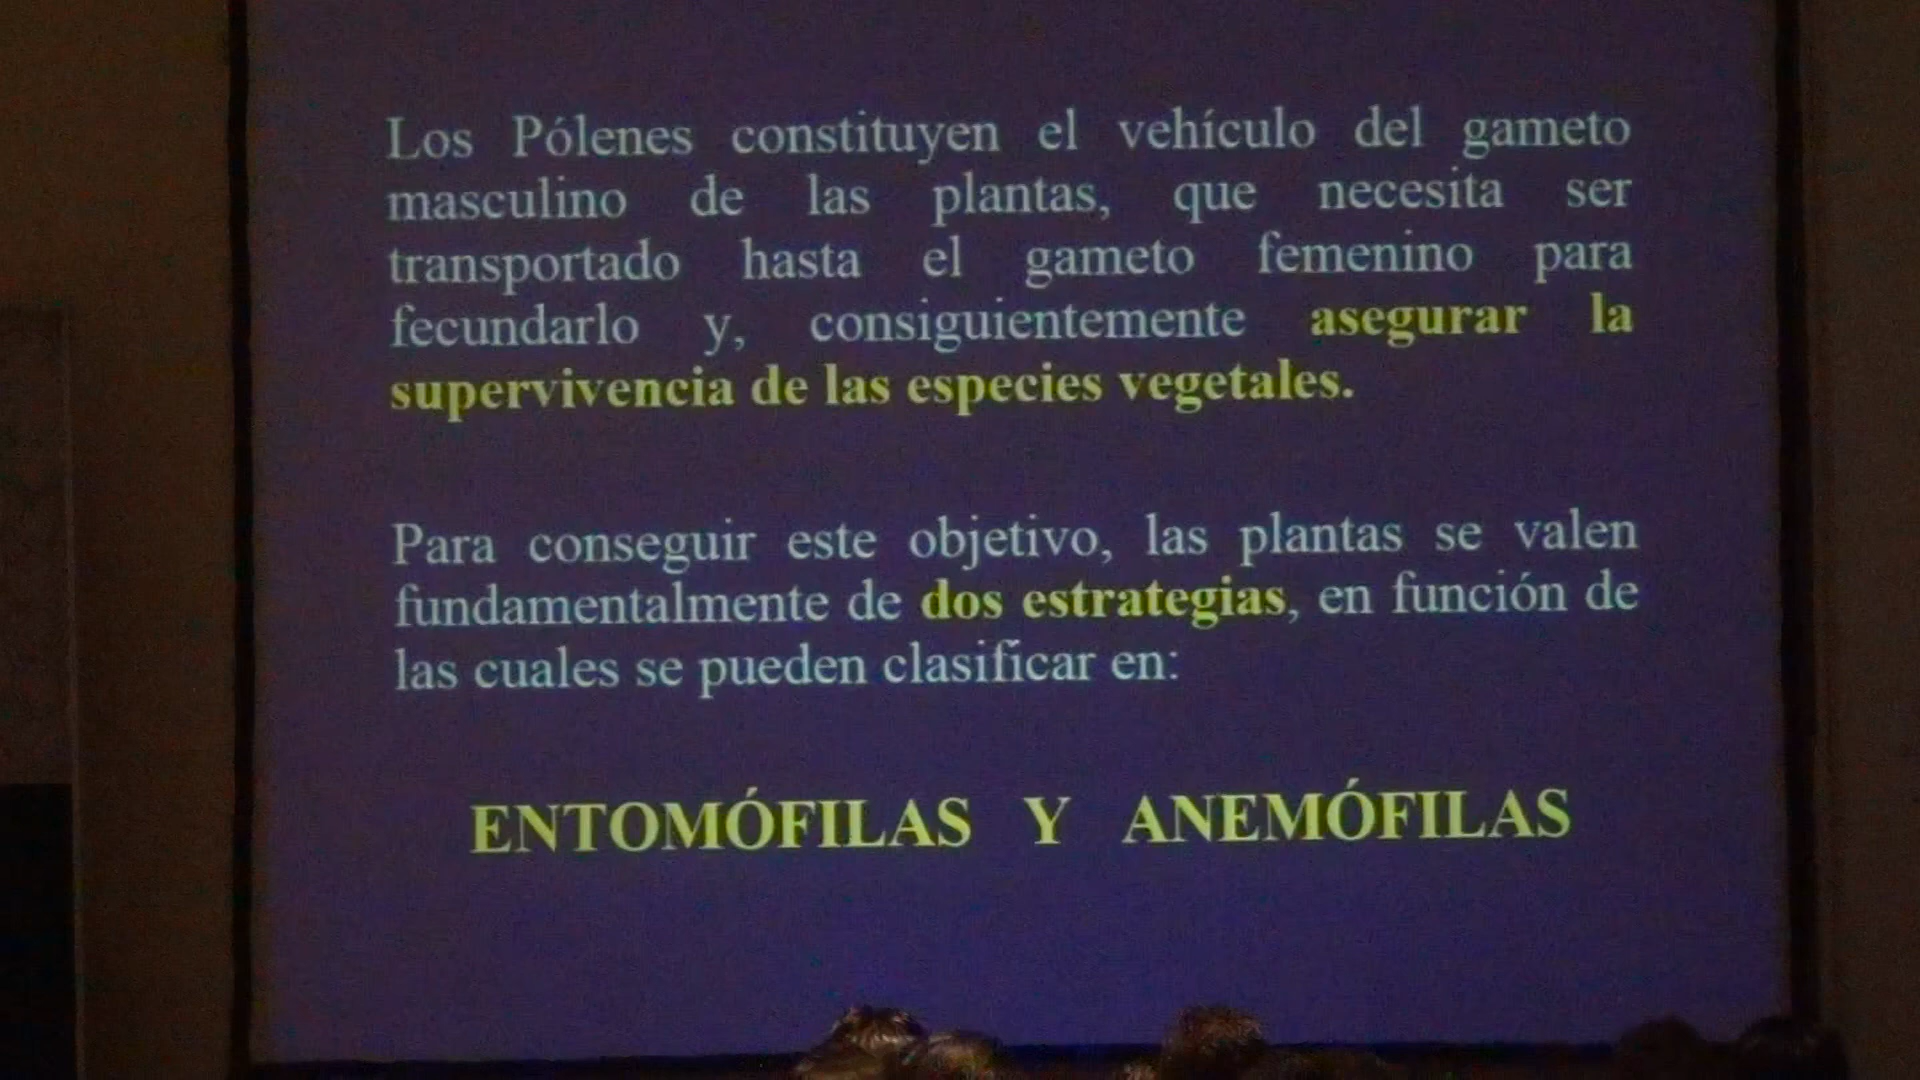 Los Pólenes constituyen el vehículo del gameto
masculino de las plantas, que necesita ser
transportado hasta el gameto femenino para
fecundarlo y, consiguientemente asegurar la
supervivencia de las especies vegetales.
Para conseguir este objetivo, las plantas se valen
fundamentalmente de dos estrategias, en función de
las cuales se pueden clasificar en:
ENTOMÓFILAS Y ANEMÓFILAS